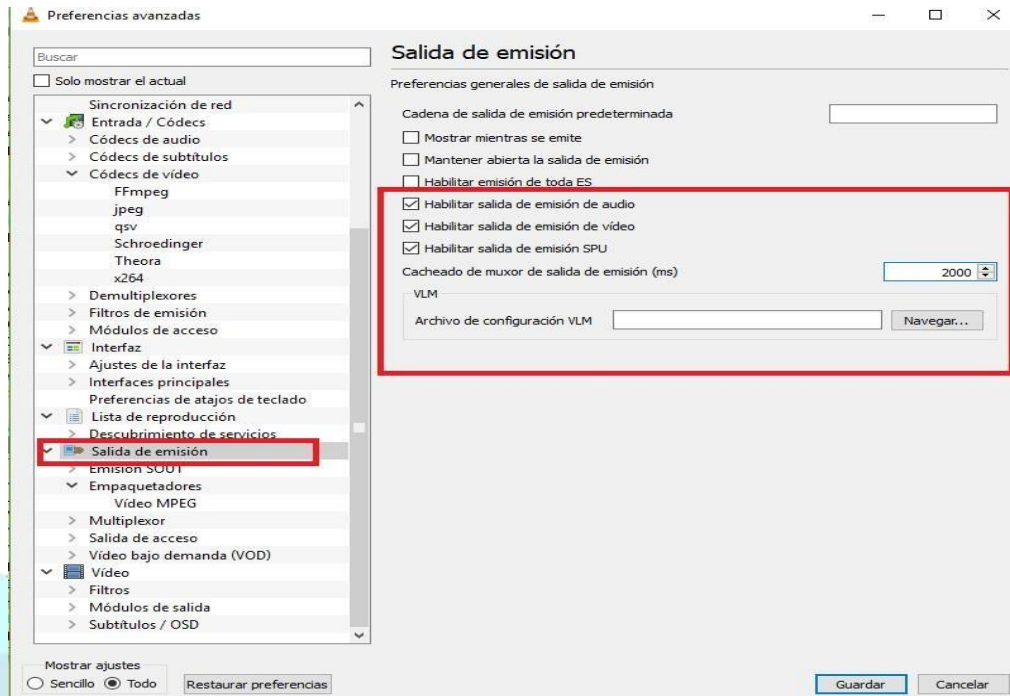 Preferencias avanzadas
Buscar
Solo mostrar el actual
Sincronización de red
Entrada / Códecs
Códecs de audio
Códecs de subtítulos
Códecs de vídeo
FFmpeg
jpeg
qsv
Schroedinger
Theora
x264
Demultiplexores
Filtros de emisión
Módulos de acceso
Interfaz
Ajustes de la interfaz
Interfaces principales
Preferencias de atajos de teclado
Lista de reproducción
Descubrimiento de servicios
Salida de emisión
Emisión SOUT
Empaquetadores
Vídeo MPEG
Multiplexor
Salida de acceso
Vídeo bajo demanda (VOD)
Vídeo
Filtros
Módulos de salida
Subtítulos / OSD
Mostrar ajustes
Sencillo Todo
Restaurar preferencias
Salida de emisión
Preferencias generales de salida de emisión
Cadena de salida de emisión predeterminada
Mostrar mientras se emite
Mantener abierta la salida de emisión
Habilitar emisión de toda ES
Habilitar salida de emisión de audio
Habilitar salida de emisión de vídeo
Habilitar salida de emisión SPU
Cacheado de muxor de salida de emisión (ms) 2000
VLM
Archivo de configuración VLM Navegar...
Guardar Cancelar